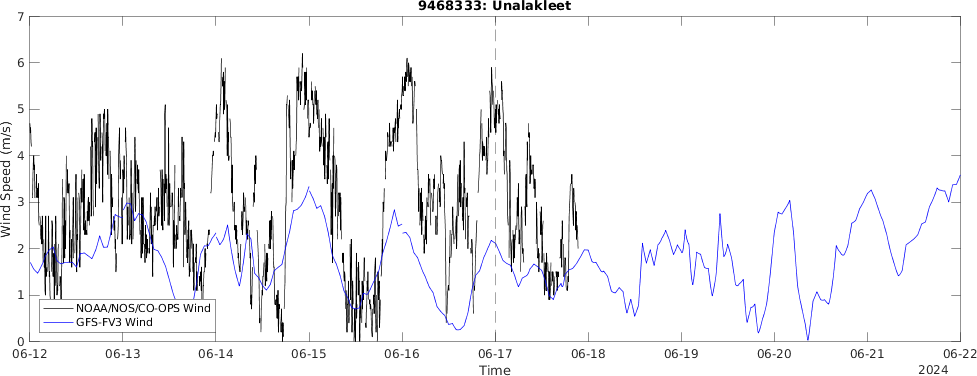 9468333: Unalakleet
Wind Speed (m/s)
7
6
5
4
3
2
1
0
NOAA/NOS/CO-OPS Wind
GFS-FV3 Wind
06-12 06-13 06-14 06-15 06-16 06-17 06-18 06-19 06-20 06-21 06-22
Time
2024